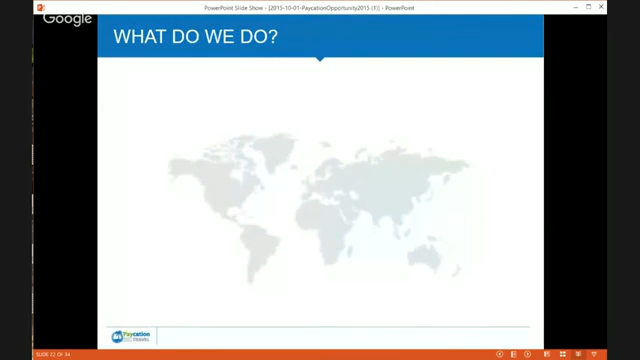 PowerPoint Slide Show - [2015-10-01-PaycationOpportunity2015 (1)] - PowerPoint
Google
WHAT DO WE DO?
Paycation
SLIDE 22 OF 34